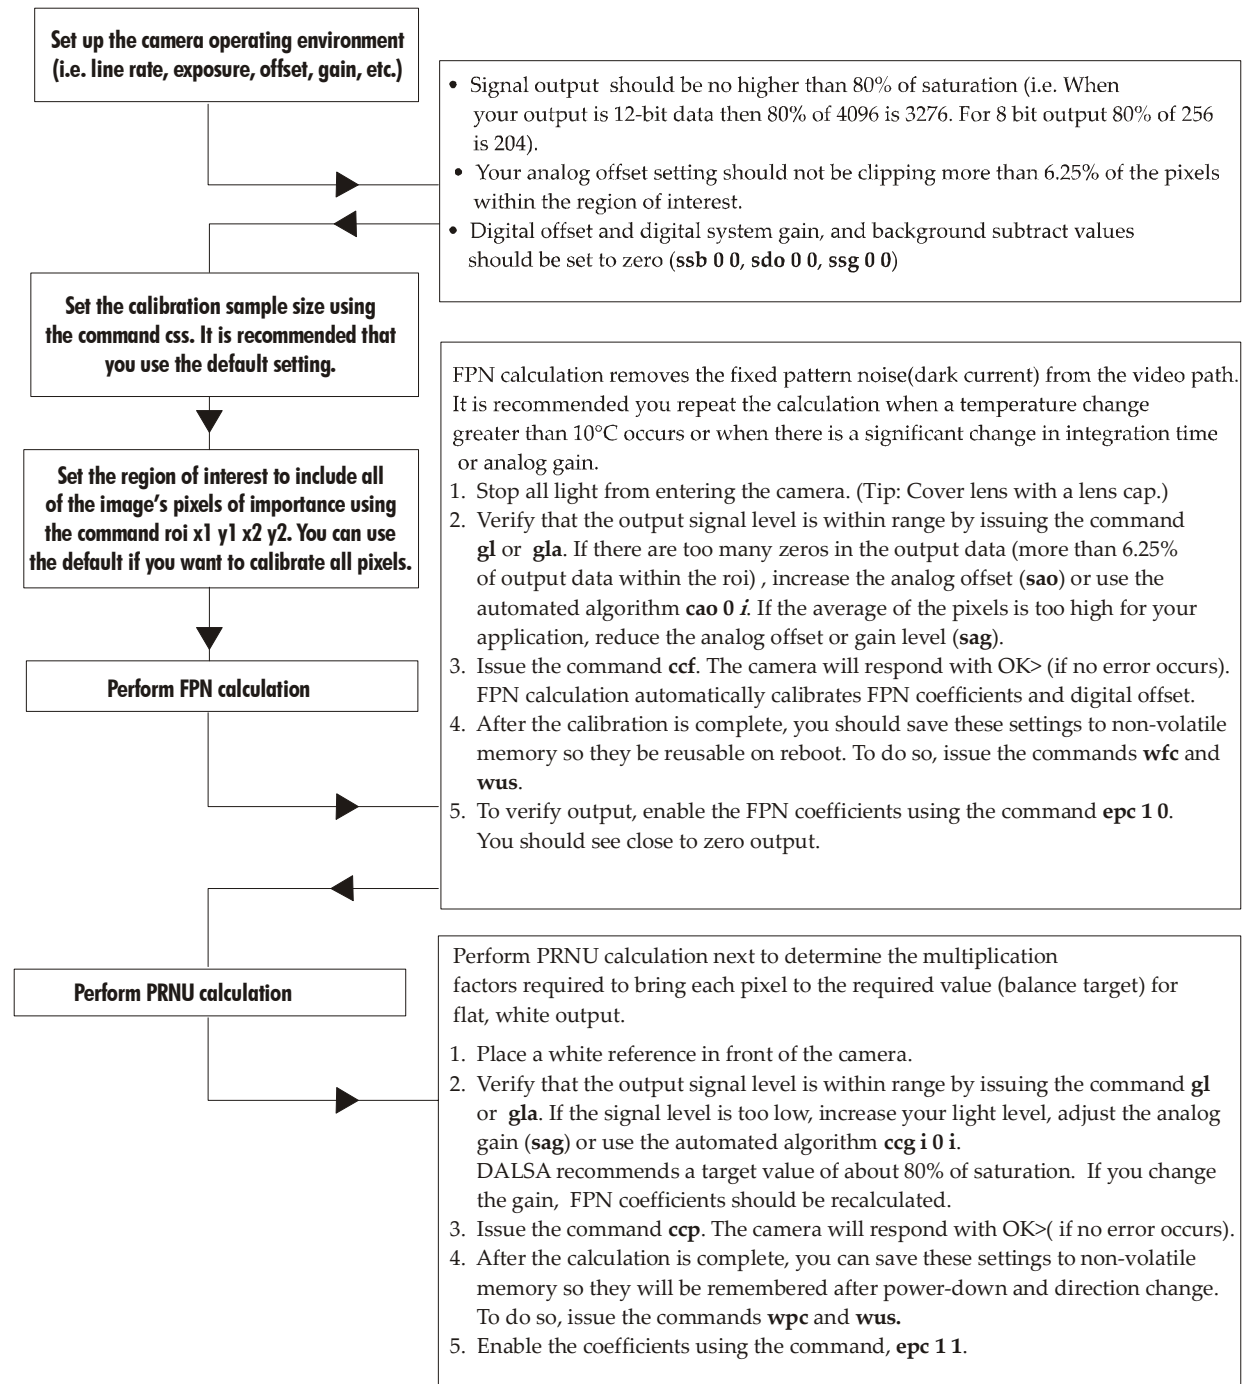 Set up the camera operating environment
(i.e. line rate, exposure, offset, gain, etc.)
• Signal output should be no higher than 80% of saturation (i.e. When
your output is 12-bit data then 80% of 4096 is 3276. For 8 bit output 80% of 256
is 204).
• Your analog offset setting should not be clipping more than 6.25% of the pixels
within the region of interest.
• Digital offset and digital system gain, and background subtract values
should be set to zero (ssb 0 0, sdo 0 0, ssg 0 0)
Set the calibration sample size using
the command css. It is recommended that
you use the default setting.
Set the region of interest to include all
of the image's pixels of importance using
the command roi x1 y1 x2 y2. You can use
the default if you want to calibrate all pixels.
Perform FPN calculation
FPN calculation removes the fixed pattern noise(dark current) from the video path.
It is recommended you repeat the calculation when a temperature change
greater than 10°C occurs or when there is a significant change in integration time
or analog gain.
1. Stop all light from entering the camera. (Tip: Cover lens with a lens cap.)
2. Verify that the output signal level is within range by issuing the command
gl or gla. If there are too many zeros in the output data (more than 6.25%
of output data within the roi) , increase the analog offset (sao) or use the
automated algorithm cao 0 i. If the average of the pixels is too high for your
application, reduce the analog offset or gain level (sag).
3. Issue the command ccf. The camera will respond with OK> (if no error occurs).
FPN calculation automatically calibrates FPN coefficients and digital offset.
4. After the calibration is complete, you should save these settings to non-volatile
memory so they be reusable on reboot. To do so, issue the commands wfc and
wus.
5. To verify output, enable the FPN coefficients using the command epc 1 0.
You should see close to zero output.
Perform PRNU calculation
Perform PRNU calculation next to determine the multiplication
factors required to bring each pixel to the required value (balance target) for
flat, white output.
1. Place a white reference in front of the camera.
2. Verify that the output signal level is within range by issuing the command gl
or gla. If the signal level is too low, increase your light level, adjust the analog
gain (sag) or use the automated algorithm ccg i 0 i.
DALSA recommends a target value of about 80% of saturation. If you change
the gain, FPN coefficients should be recalculated.
3. Issue the command ccp. The camera will respond with OK>( if no error occurs).
4. After the calculation is complete, you can save these settings to non-volatile
memory so they will be remembered after power-down and direction change.
To do so, issue the commands wpc and wus.
5. Enable the coefficients using the command, epc 1 1.